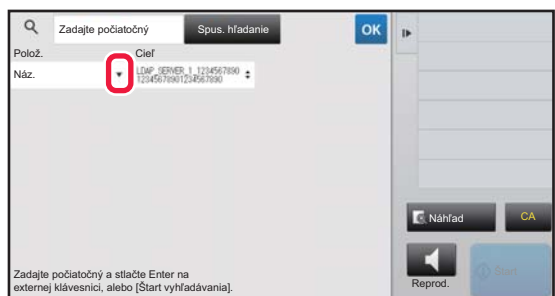 Zadajte počiatočný
Spus. hľadanie
OK
Polož.
Cieľ
Náz.
LDAP_SERVER_1_1234567890
12345678901234567890
Náhľad
CA
Reprod.
Štart
Zadajte počiatočný a stlačte Enter na
externej klávesnici, alebo [Štart vyhľadávania].